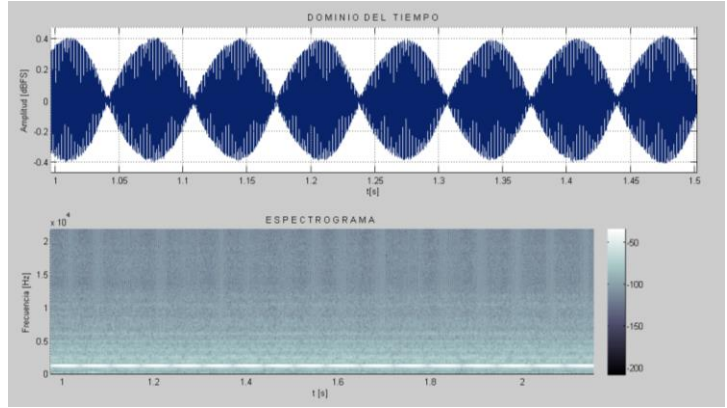 DOMINIO DEL TIEMPO
Amplitud [dBFS]
0.4
0.2
0
-0.2
-0.4
1 1.05 1.1 1.15 1.2 1.25 1.3 1.35 1.4 1.45 1.5
t[s]
ESPECTROGRAMA
x 10⁴
Frecuencia [Hz]
2
1.5
1
0.5
0
1 1.2 1.4 1.6 1.8 2
t [s]
-50
-100
-150
-200